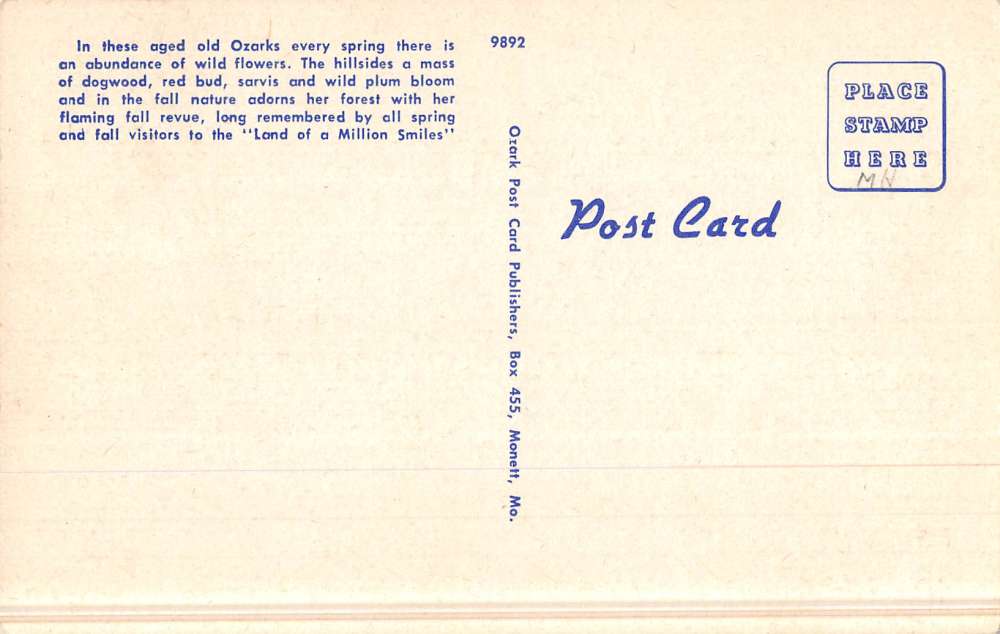 In these aged old Ozarks every spring there is
an abundance of wild flowers. The hillsides a mass
of dogwood, red bud, sarvis and wild plum bloom
and in the fall nature adorns her forest with her
flaming fall revue, long remembered by all spring
and fall visitors to the "Land of a Million Smiles"
9892
Ozark Post Card Publishers, Box 455, Monett, Mo.
Post Card
PLACE
STAMP
HERE
MH